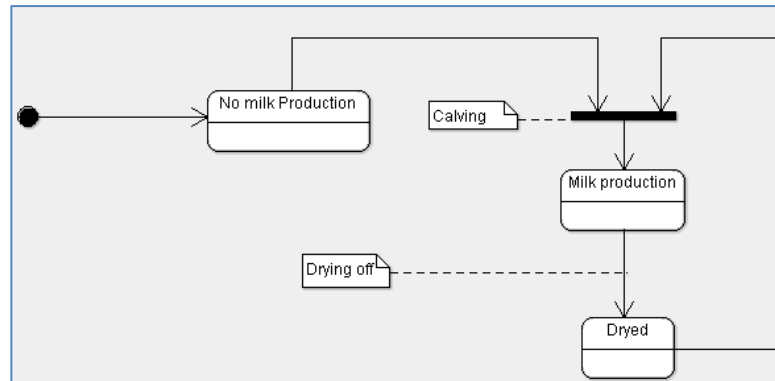 No milk Production
Calving
Milk production
Drying off
Dryed